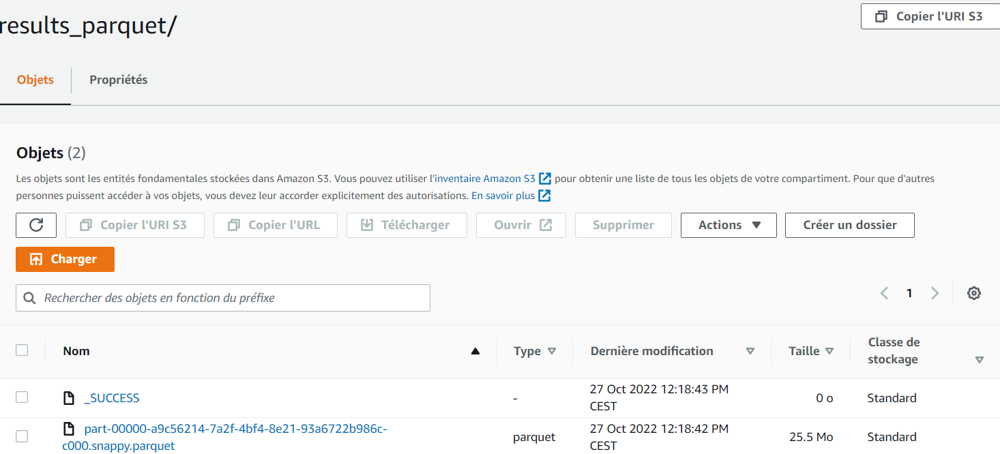 results_parquet/
Copier l'URI S3
Objets
Propriétés
Objets (2)
Les objets sont les entités fondamentales stockées dans Amazon S3. Vous pouvez utiliser l'inventaire Amazon S3 pour obtenir une liste de tous les objets de votre compartiment. Pour que d'autres
personnes puissent accéder à vos objets, vous devez leur accorder explicitement des autorisations. En savoir plus
Copier l'URI S3
Copier l'URL
Télécharger
Ouvrir
Supprimer
Actions
Créer un dossier
Charger
Rechercher des objets en fonction du préfixe
1
Nom
Type
Dernière modification
Taille
Classe de
stockage
_SUCCESS
-
27 Oct 2022 12:18:43 PM
CEST
0 o
Standard
part-00000-a9c56214-7a2f-4bf4-8e21-93a6722b986c-
c000.snappy.parquet
parquet
27 Oct 2022 12:18:42 PM
CEST
25.5 Mo
Standard